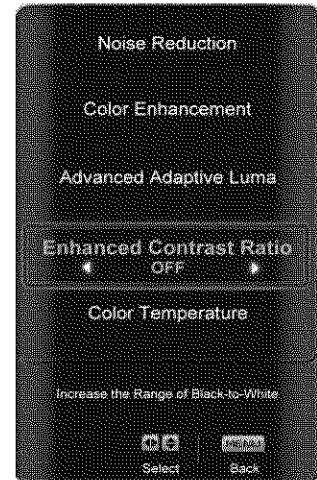 Noise Reduction
Color Enhancement
Advanced Adaptive Luma
Enhanced Contrast Ratio
OFF
Color Temperature
Increase the Range of Black-to-White
MENU
Select Back